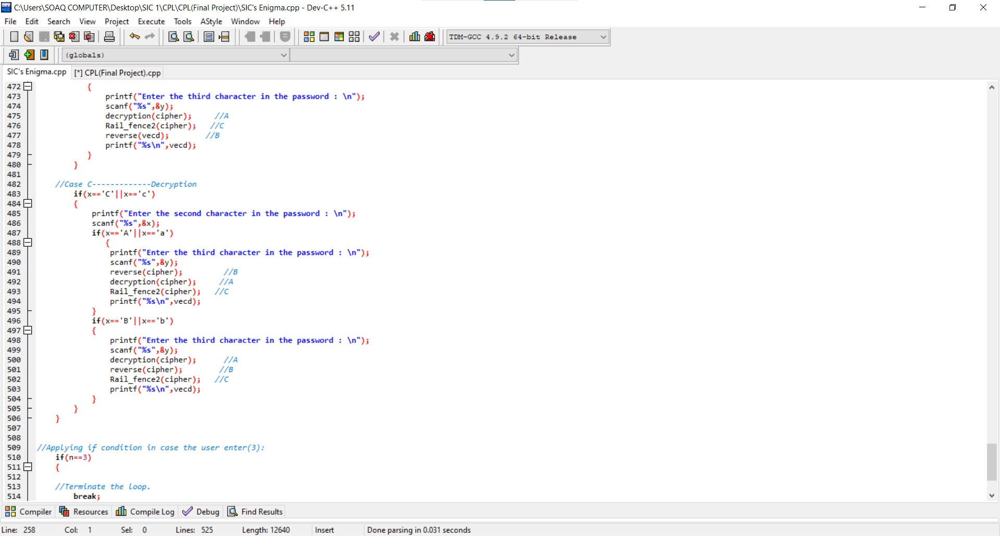 C:\Users\SOAQ COMPUTER\Desktop\SIC 1\CPL\CPL(Final Project)\SIC's Enigma.cpp - Dev-C++ 5.11
File Edit Search View Project Execute Tools AStyle Window Help
TDM-GCC 4.9.2 64-bit Release
(globals)
SIC's Enigma.cpp [*] CPL(Final Project).cpp
472 {
473 printf("Enter the third character in the password : \n");
474 scanf("%s",&y);
475 decryption(cipher); //A
476 Rail_fence2(cipher); //C
477 reverse(vecd); //B
478 printf("%s\n",vecd);
479 }
480 }
481
482 //Case C-------------Decryption
483 if(x=='C'||x=='c')
484 {
485 printf("Enter the second character in the password : \n");
486 scanf("%s",&x);
487 if(x=='A'||x=='a')
488 {
489 printf("Enter the third character in the password : \n");
490 scanf("%s",&y);
491 reverse(cipher); //B
492 decryption(cipher); //A
493 Rail_fence2(cipher); //C
494 printf("%s\n",vecd);
495 }
496 if(x=='B'||x=='b')
497 {
498 printf("Enter the third character in the password : \n");
499 scanf("%s",&y);
500 decryption(cipher); //A
501 reverse(cipher); //B
502 Rail_fence2(cipher); //C
503 printf("%s\n",vecd);
504 }
505 }
506 }
507
508
509 //Applying if condition in case the user enter(3):
510 if(n==3)
511 {
512
513 //Terminate the loop.
514 break;
Compiler Resources Compile Log Debug Find Results
Line: 258 Col: 1 Sel: 0 Lines: 525 Length: 12640 Insert Done parsing in 0.031 seconds